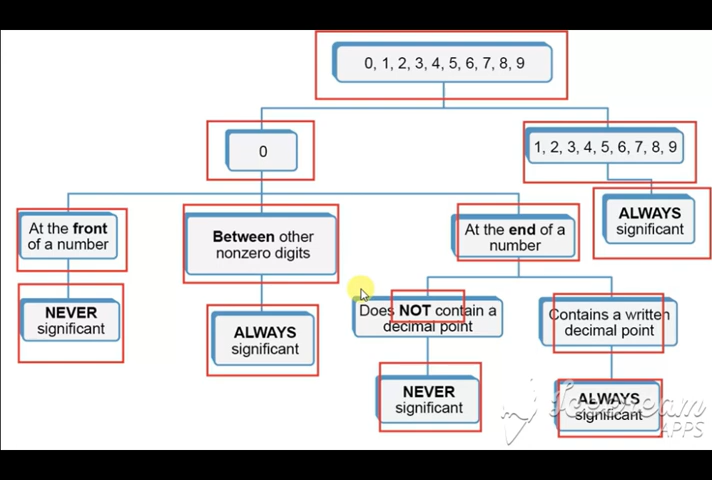 0, 1, 2, 3, 4, 5, 6, 7, 8, 9
0
1, 2, 3, 4, 5, 6, 7, 8, 9
ALWAYS
significant
At the front
of a number
Between other
nonzero digits
At the end of a
number
NEVER
significant
ALWAYS
significant
Does NOT contain a
decimal point
Contains a written
decimal point
NEVER
significant
ALWAYS
significant
Icecream
APPS